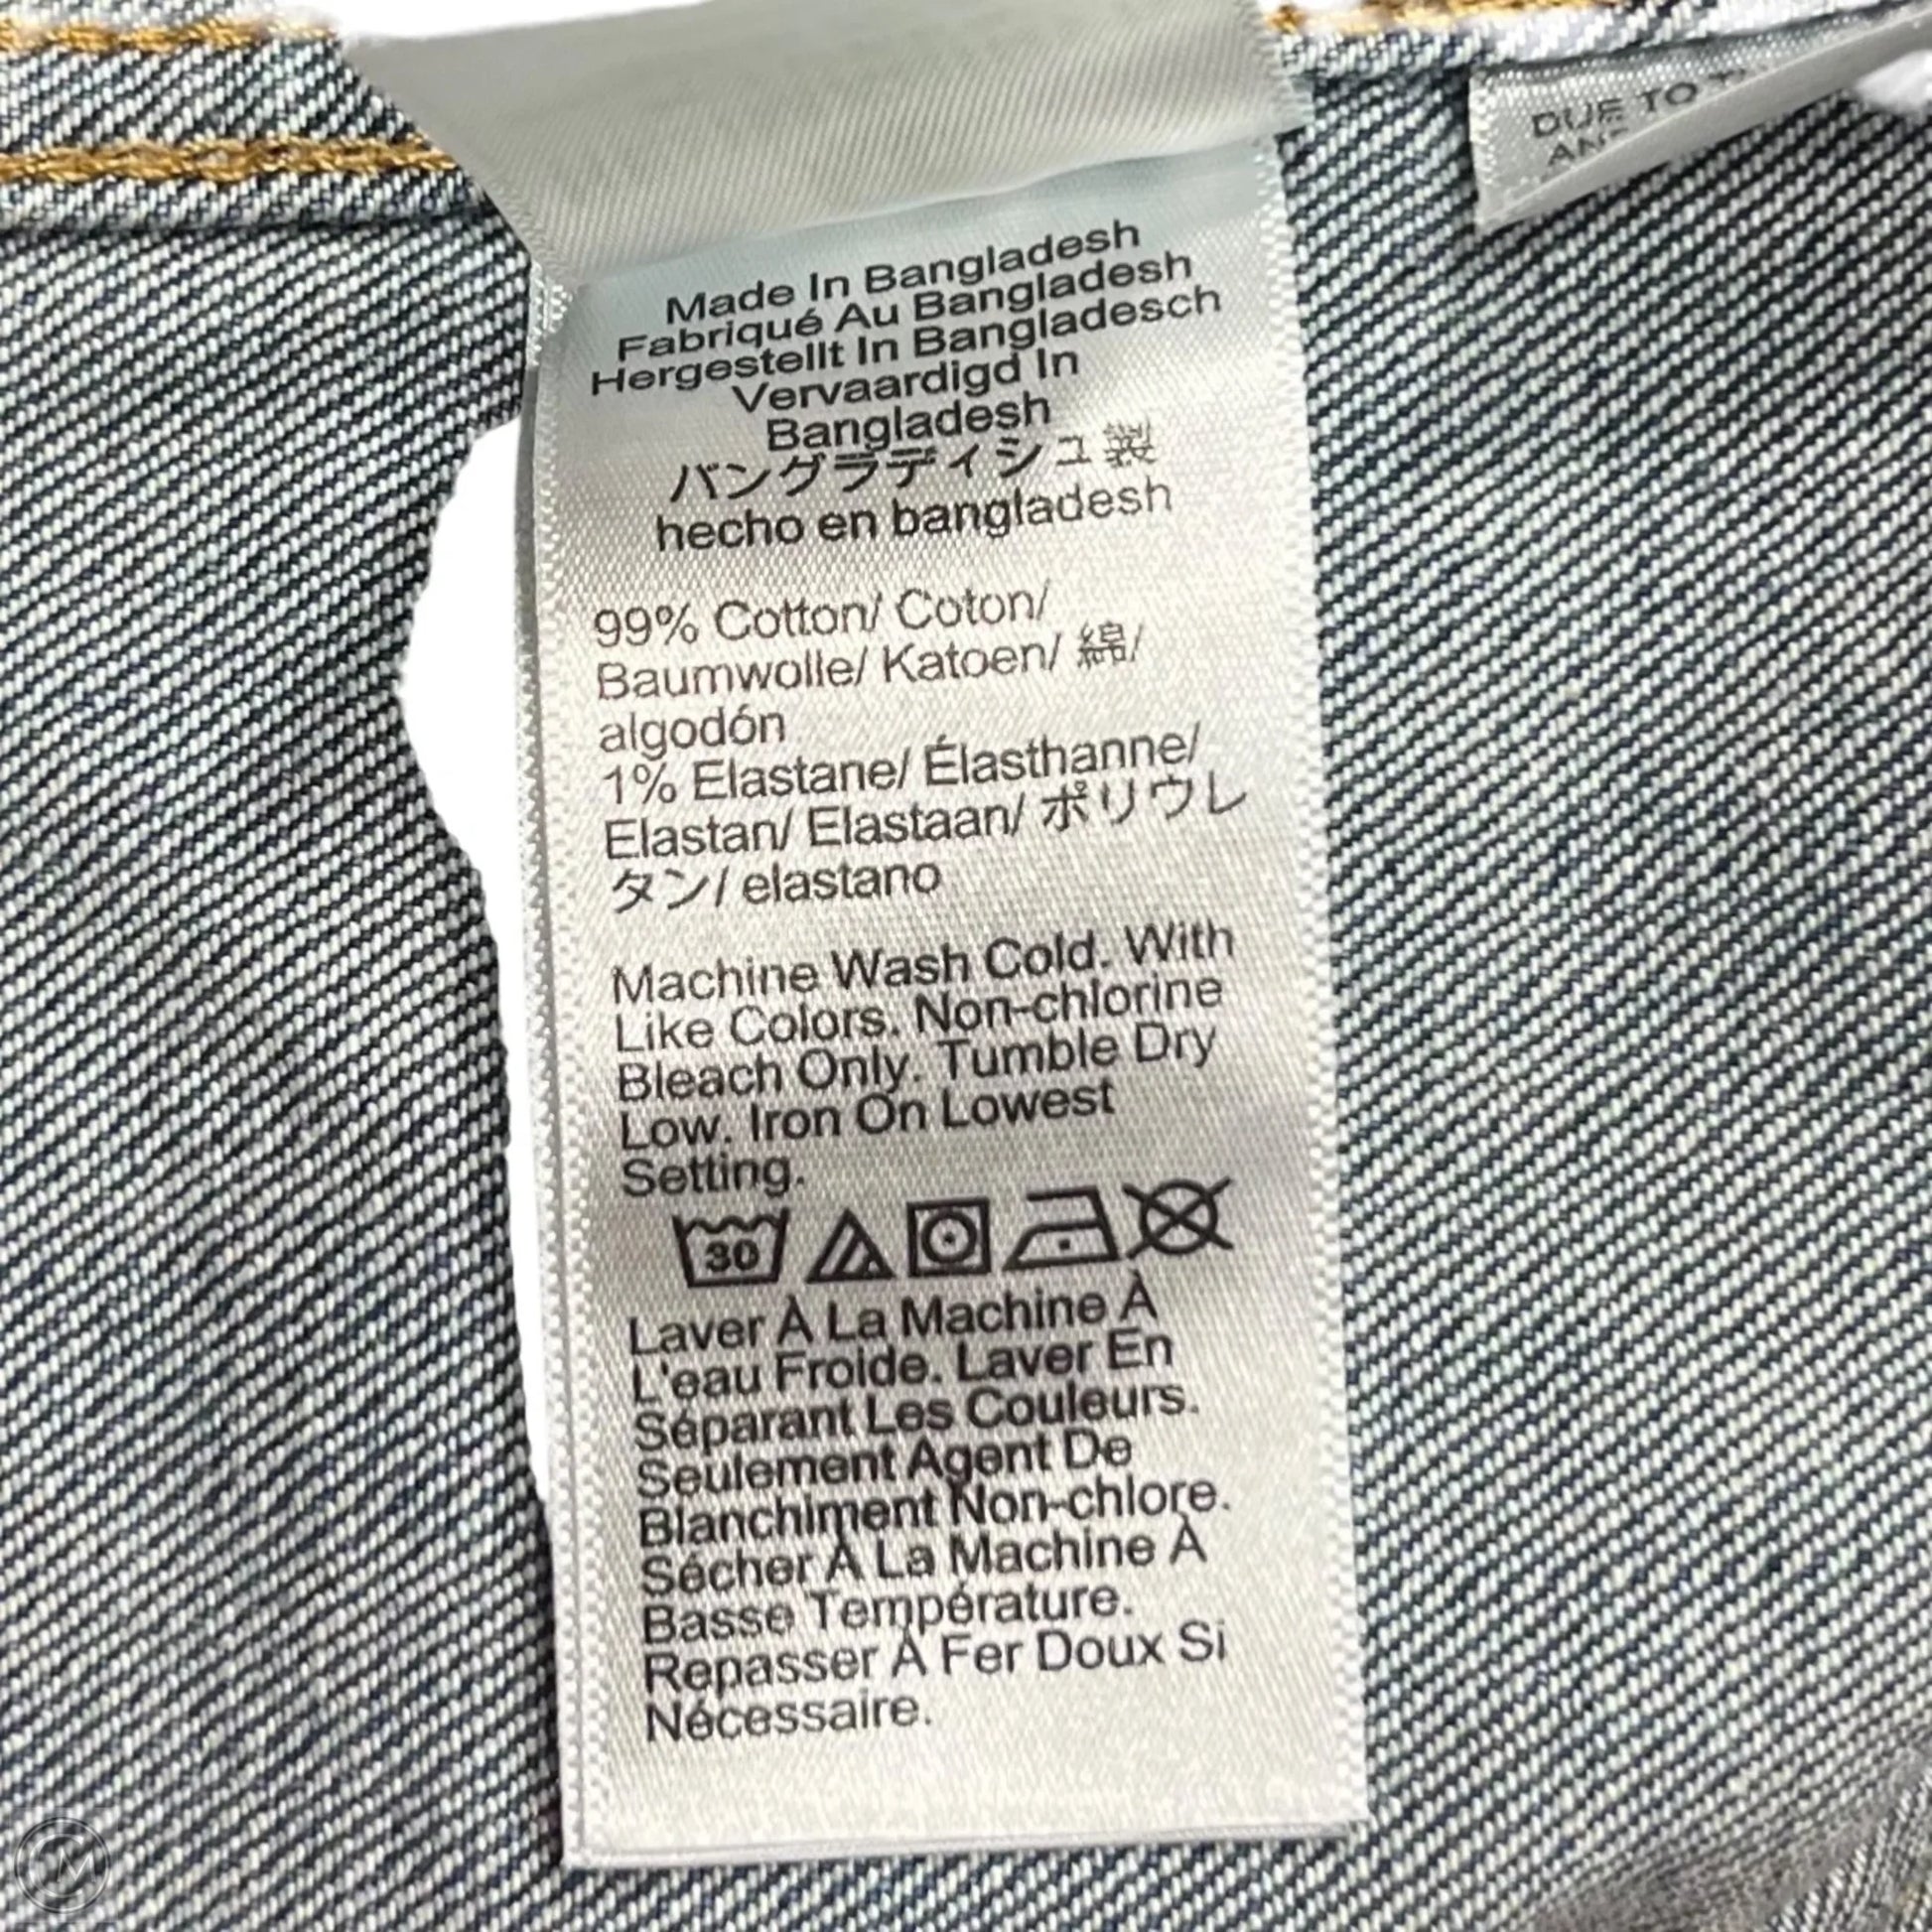 Made In Bangladesh
Fabriqué Au Bangladesh
Hergestellt In Bangladesch
Vervaardigd In
Bangladesh
バングラディシュ製
hecho en bangladesh
99% Cotton/ Coton/
Baumwolle/ Katoen/ 綿/
algodón
1% Elastane/ Élasthanne/
Elastan/ Elastaan/ ポリウレ
タン/ elastano
Machine Wash Cold. With
Like Colors. Non-chlorine
Bleach Only. Tumble Dry
Low. Iron On Lowest
Setting.
30
Laver À La Machine À
L'eau Froide. Laver En
Séparant Les Couleurs.
Seulement Agent De
Blanchiment Non-chlore.
Sécher À La Machine À
Basse Température.
Repasser À Fer Doux Si
Nécessaire.
DUE TO